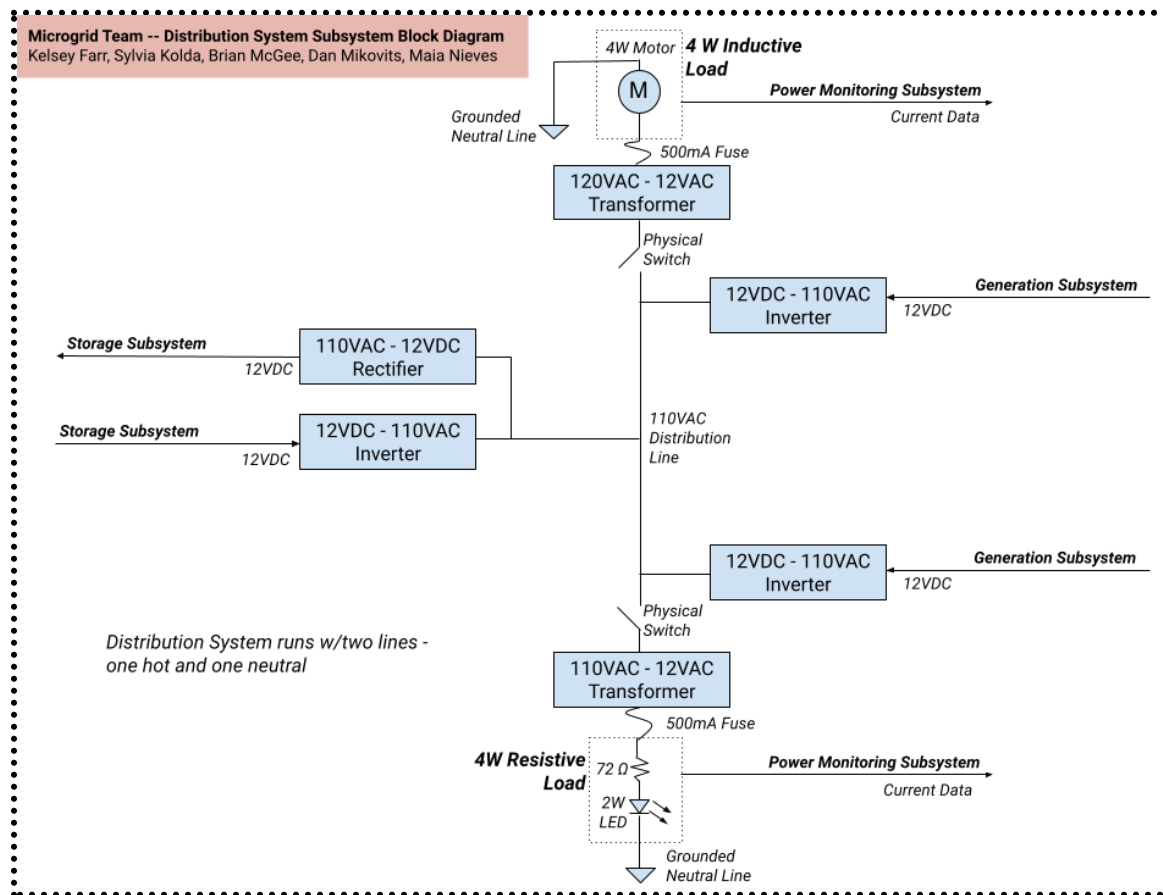 Microgrid Team -- Distribution System Subsystem Block Diagram
Kelsey Farr, Sylvia Kolda, Brian McGee, Dan Mikovits, Maia Nieves
4W Motor
4 W Inductive
Load
M
Power Monitoring Subsystem
Current Data
Grounded
Neutral Line
500mA Fuse
120VAC - 12VAC
Transformer
Physical
Switch
12VDC - 110VAC
Inverter
Generation Subsystem
12VDC
Storage Subsystem
12VDC
110VAC - 12VDC
Rectifier
110VAC
Distribution
Line
Storage Subsystem
12VDC
12VDC - 110VAC
Inverter
12VDC - 110VAC
Inverter
Generation Subsystem
12VDC
Physical
Switch
Distribution System runs w/two lines -
one hot and one neutral
110VAC - 12VAC
Transformer
500mA Fuse
4W Resistive
Load
72 Ω
2W
LED
Power Monitoring Subsystem
Current Data
Grounded
Neutral Line